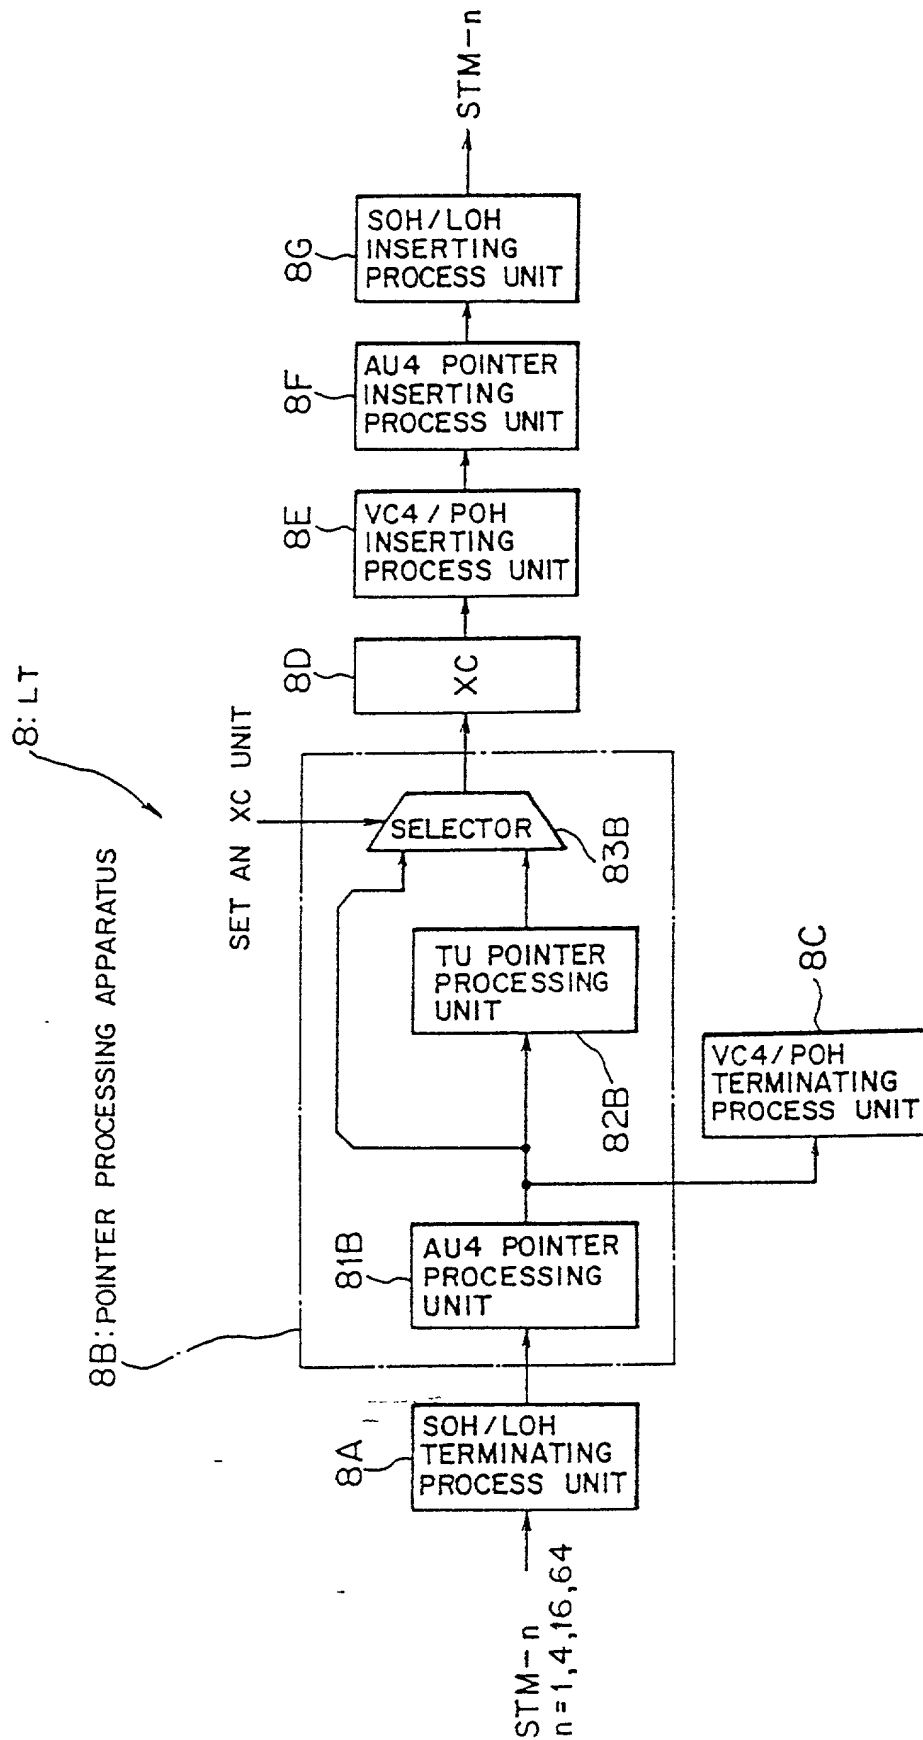 8: LT
8B: POINTER PROCESSING APPARATUS
SET AN XC UNIT
STM-n
n=1,4,16,64
8A
SOH/LOH
TERMINATING
PROCESS UNIT
81B
AU4 POINTER
PROCESSING
UNIT
82B
TU POINTER
PROCESSING
UNIT
SELECTOR
83B
8C
VC4/POH
TERMINATING
PROCESS UNIT
8D
XC
8E
VC4/POH
INSERTING
PROCESS UNIT
8F
AU4 POINTER
INSERTING
PROCESS UNIT
8G
SOH/LOH
INSERTING
PROCESS UNIT
STM-n